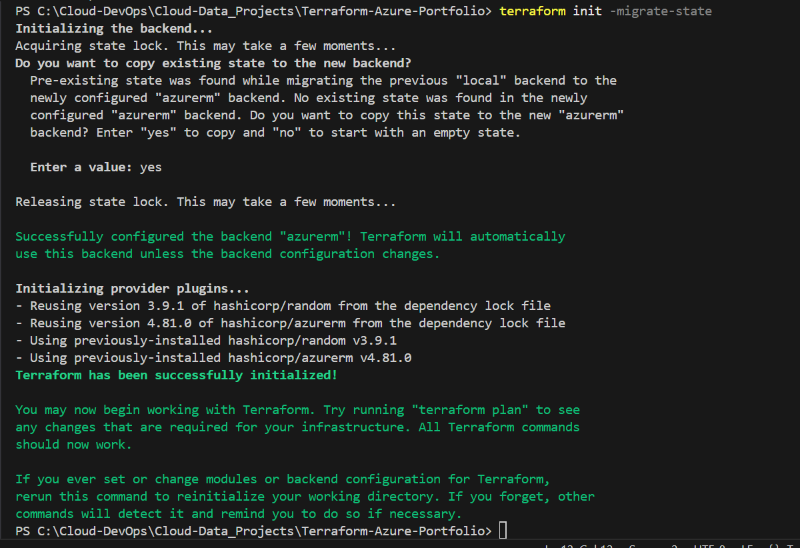 PS C:\Cloud-DevOps\Cloud-Data_Projects\Terraform-Azure-Portfolio> terraform init -migrate-state
Initializing the backend...
Acquiring state lock. This may take a few moments...
Do you want to copy existing state to the new backend?
  Pre-existing state was found while migrating the previous "local" backend to the
  newly configured "azurerm" backend. No existing state was found in the newly
  configured "azurerm" backend. Do you want to copy this state to the new "azurerm"
  backend? Enter "yes" to copy and "no" to start with an empty state.

  Enter a value: yes

Releasing state lock. This may take a few moments...

Successfully configured the backend "azurerm"! Terraform will automatically
use this backend unless the backend configuration changes.

Initializing provider plugins...
- Reusing version 3.9.1 of hashicorp/random from the dependency lock file
- Reusing version 4.81.0 of hashicorp/azurerm from the dependency lock file
- Using previously-installed hashicorp/random v3.9.1
- Using previously-installed hashicorp/azurerm v4.81.0
Terraform has been successfully initialized!

You may now begin working with Terraform. Try running "terraform plan" to see
any changes that are required for your infrastructure. All Terraform commands
should now work.

If you ever set or change modules or backend configuration for Terraform,
rerun this command to reinitialize your working directory. If you forget, other
commands will detect it and remind you to do so if necessary.
PS C:\Cloud-DevOps\Cloud-Data_Projects\Terraform-Azure-Portfolio>